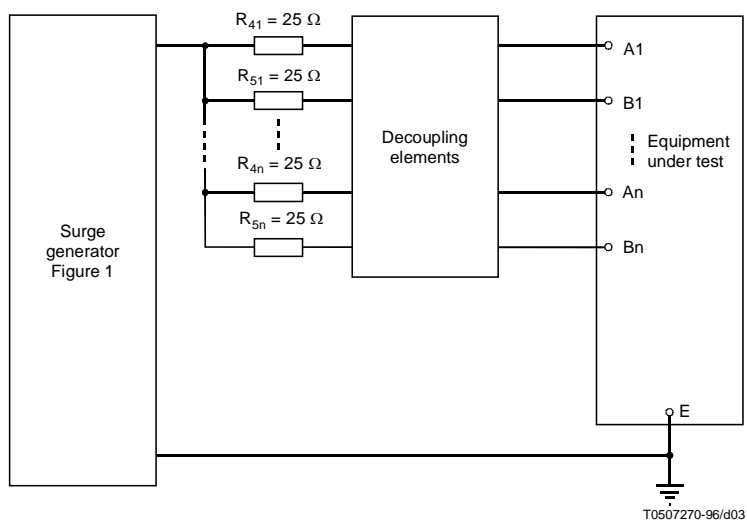 R41 = 25 Ω
A1
R51 = 25 Ω
B1
Decoupling
elements
Equipment
under test
R4n = 25 Ω
An
R5n = 25 Ω
Bn
Surge
generator
Figure 1
E
T0507270-96/d03